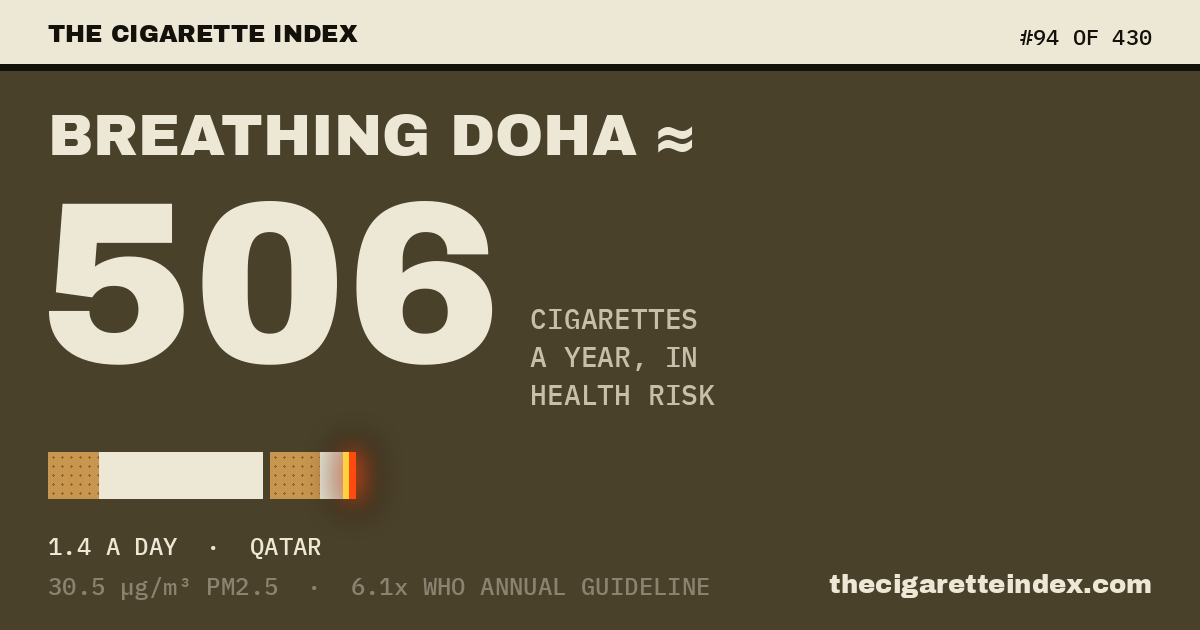 THE CIGARETTE INDEX
#94 OF 430
BREATHING DOHA ≈
506
CIGARETTES
A YEAR, IN
HEALTH RISK
1.4 A DAY · QATAR
30.5 µg/m³ PM2.5 · 6.1x WHO ANNUAL GUIDELINE
thecigaretteindex.com